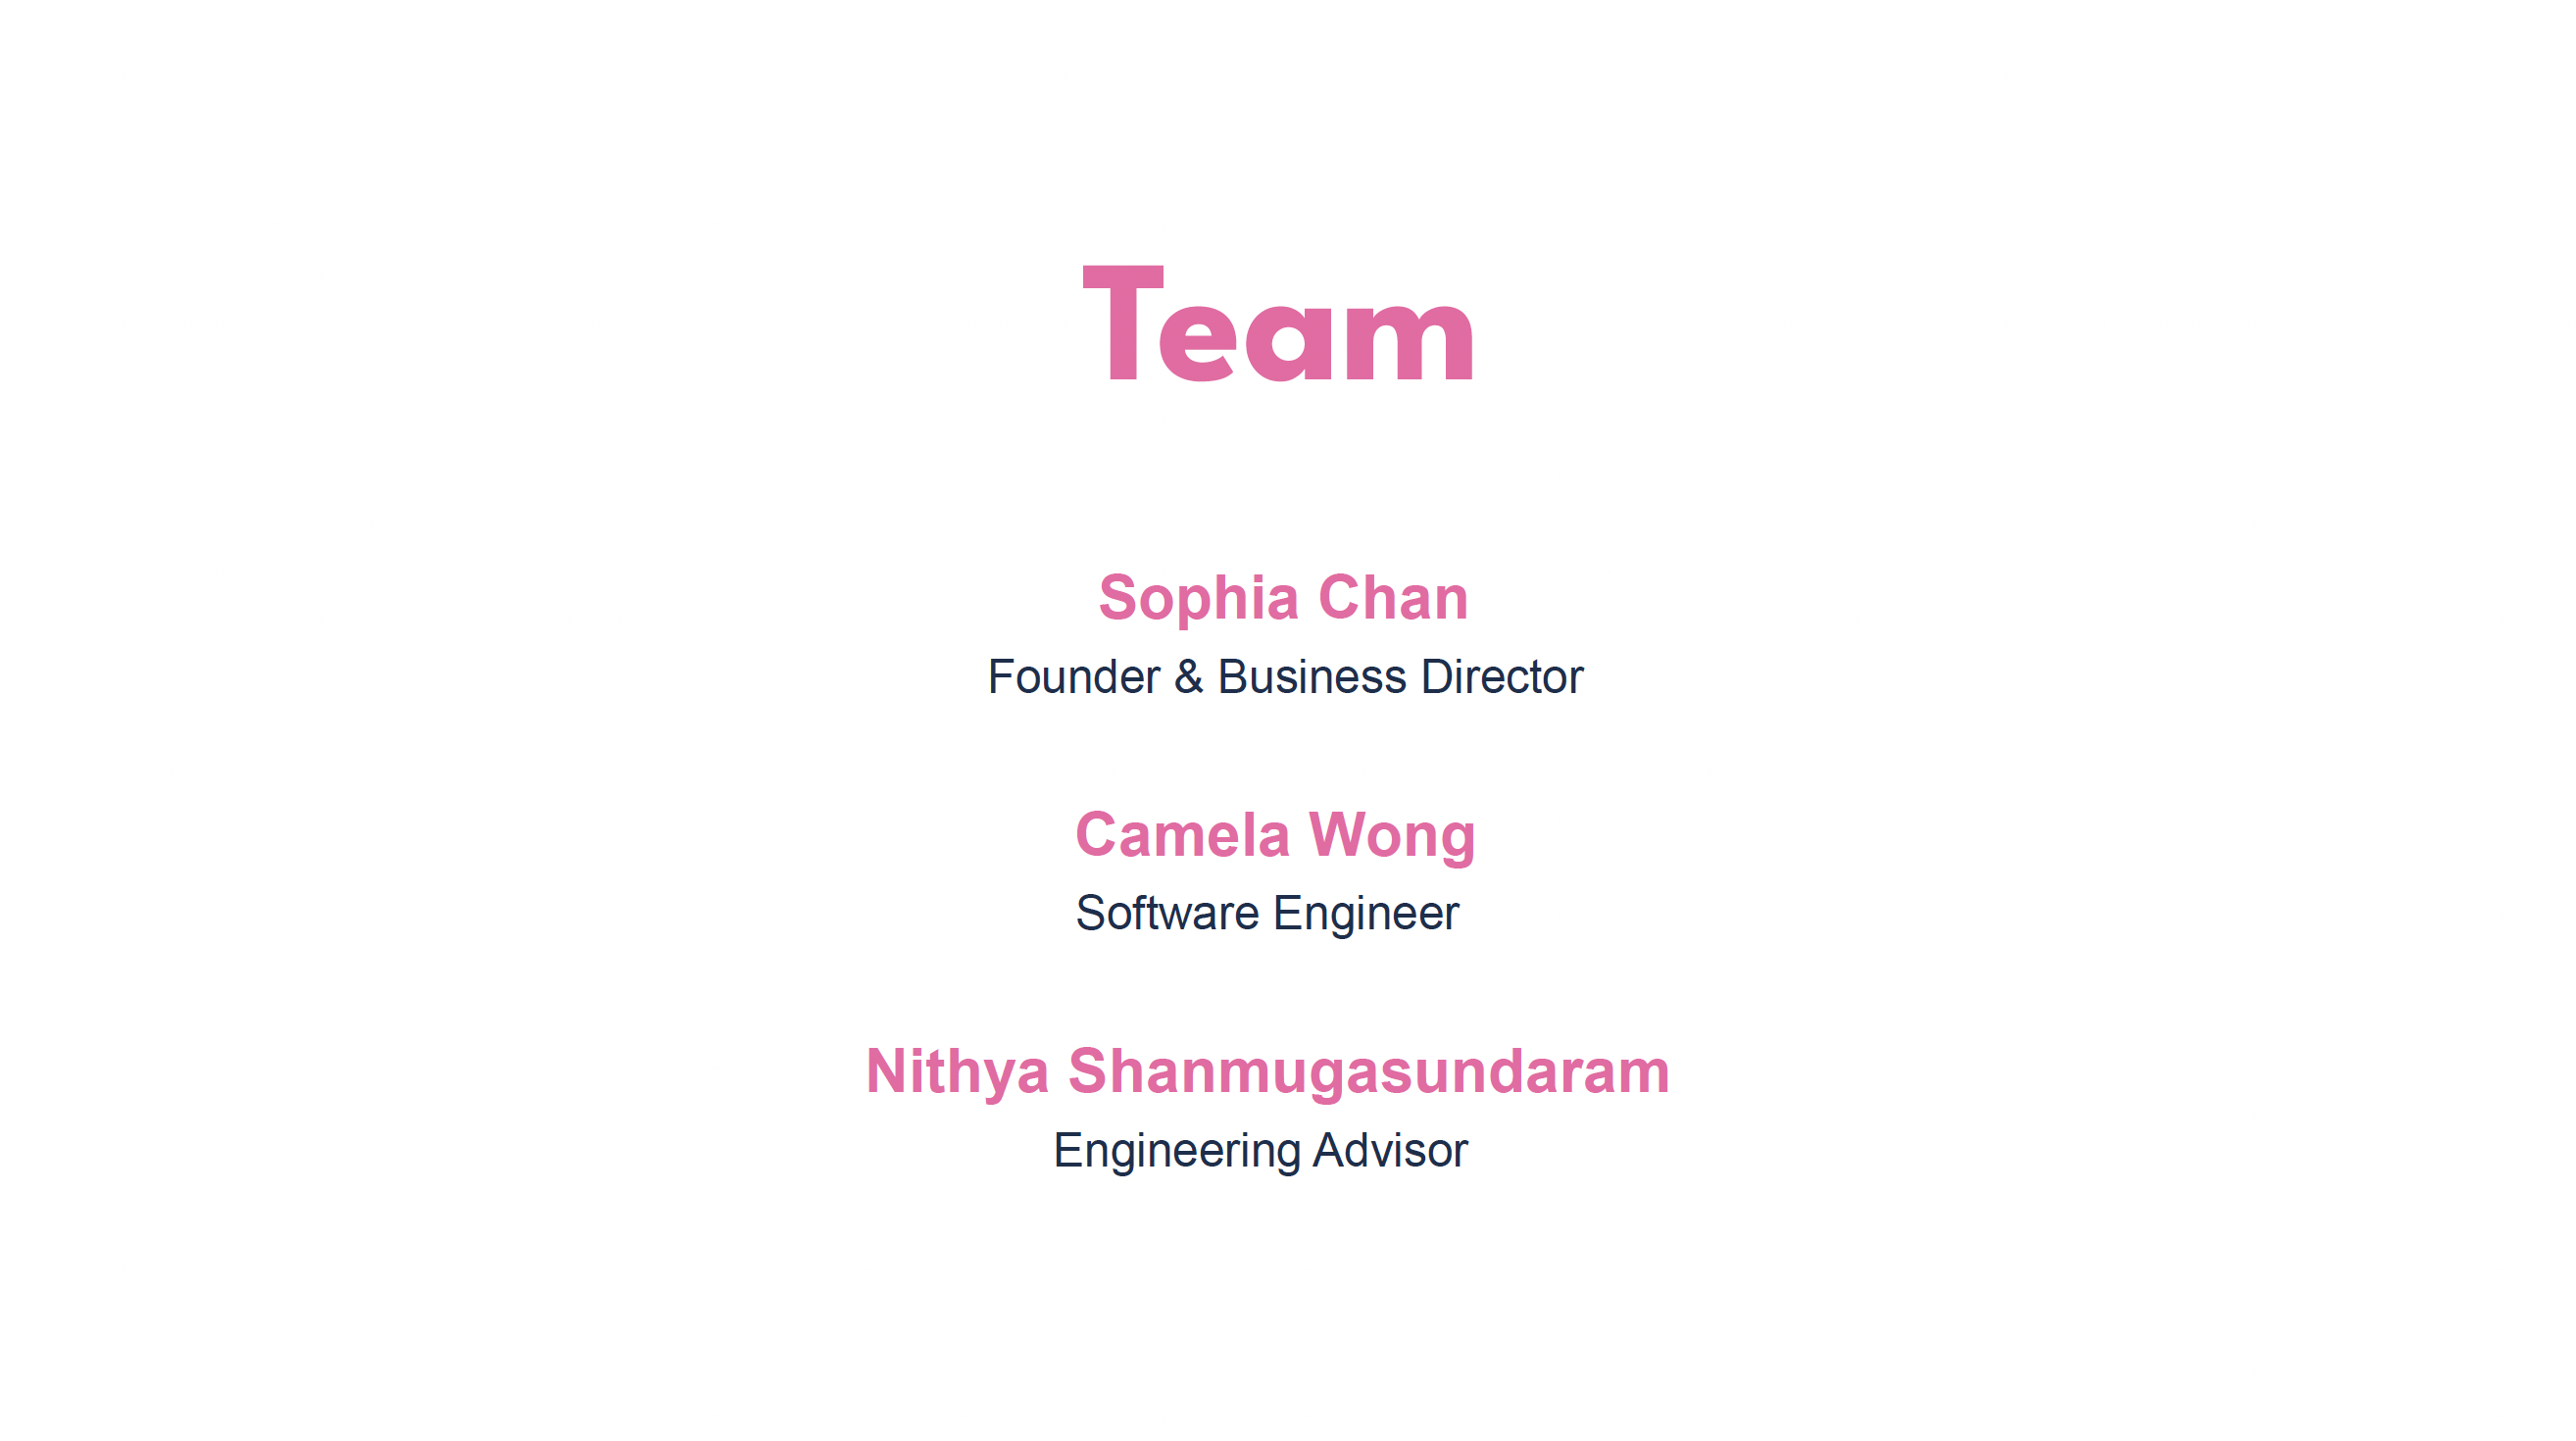 Team
Sophia Chan
Founder & Business Director
Camela Wong
Software Engineer
Nithya Shanmugasundaram
Engineering Advisor